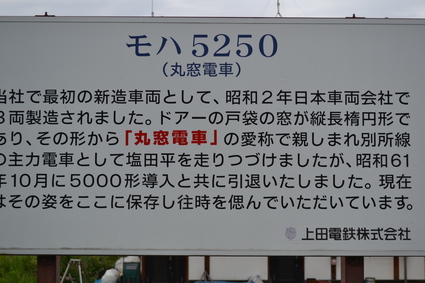 モハ5250
（丸窓電車）
当社で最初の新造車両として、昭和２年日本車両会社で
３両製造されました。ドアーの戸袋の窓が縦長楕円形で
あり、その形から「丸窓電車」の愛称で親しまれ別所線
の主力電車として塩田平を走りつづけましたが、昭和61
年10月に5000形導入と共に引退いたしました。現在
はその姿をここに保存し往時を偲んでいただいています。
上田電鉄株式会社